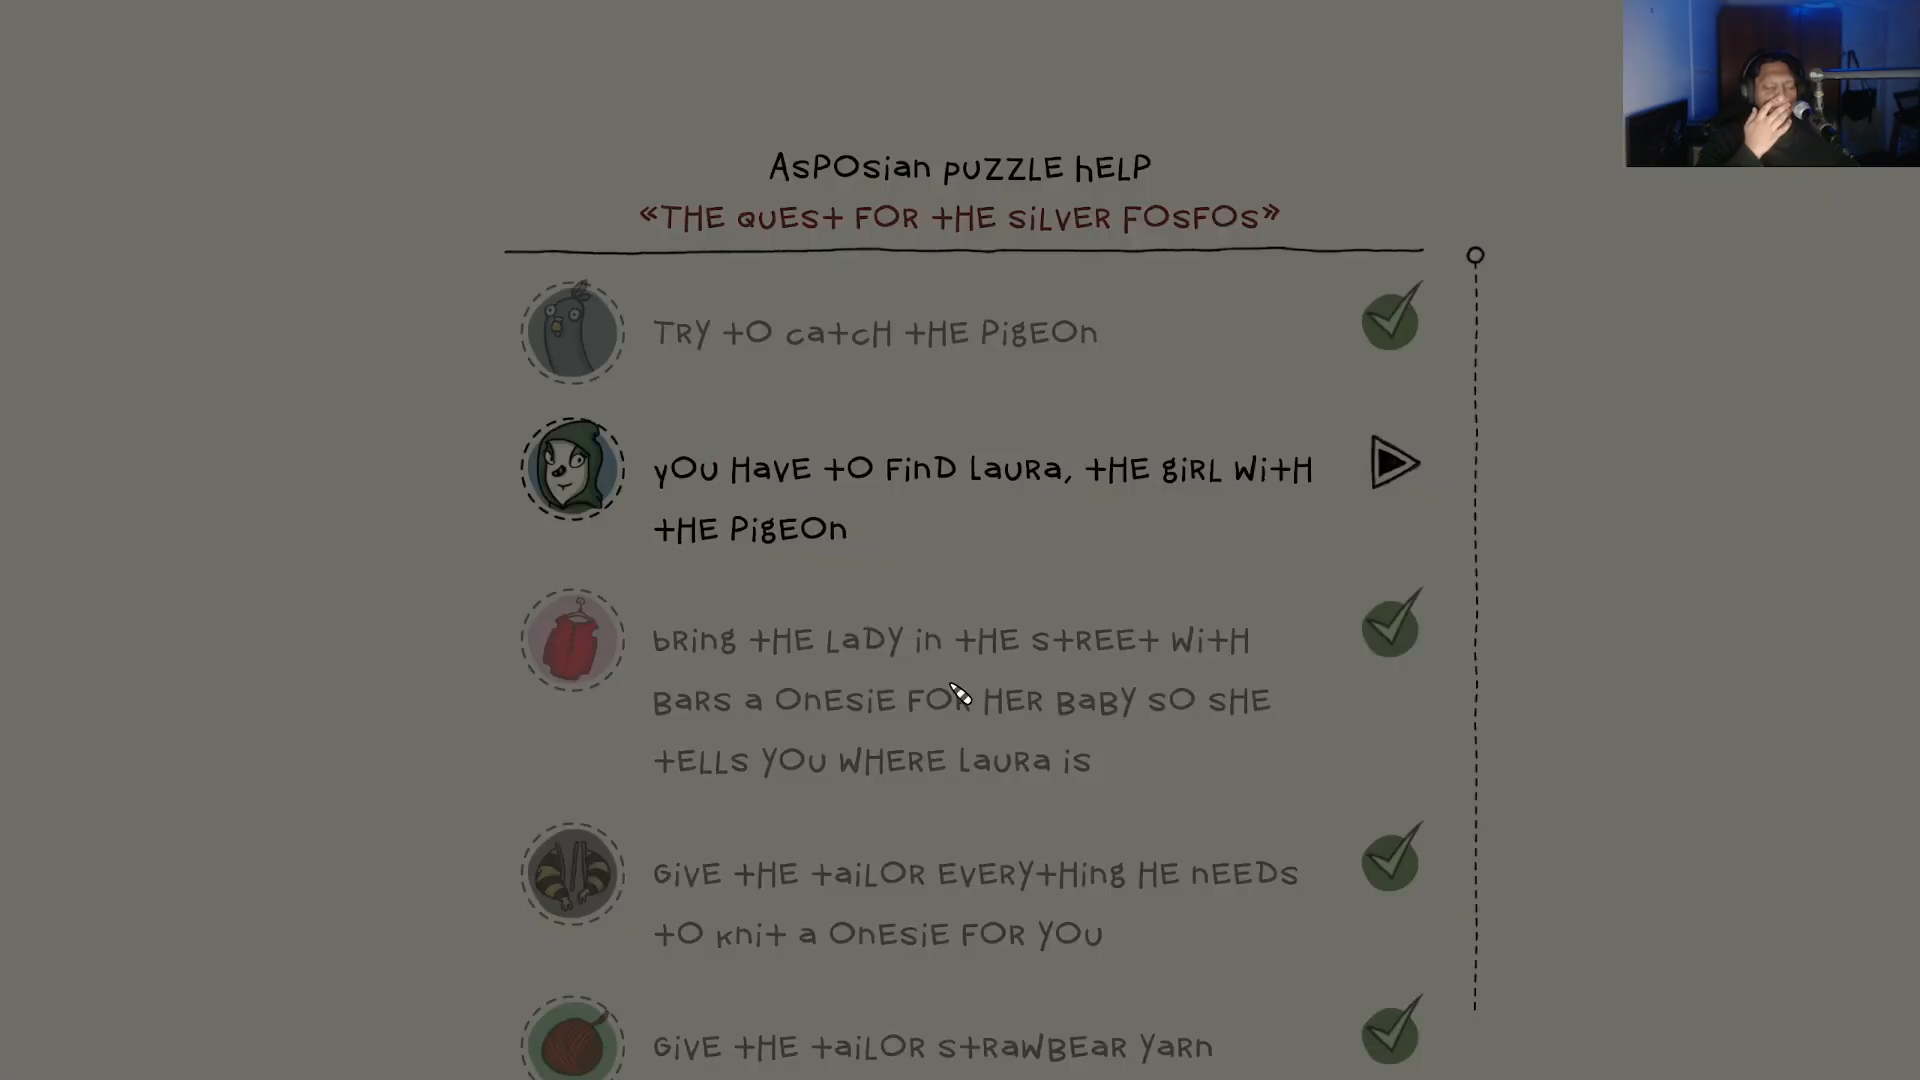 AsPOsian puzzLE hELP
«THE quEst FOR tHE siLVER FOsFOs»
TRy tO catcH tHE PigEOn
yOu HavE tO FinD Laura, tHE giRL WitH
tHE PigEOn
bRing tHE LaDy in tHE stREEt WitH
BaRs a OnEsiE FOR HER BaBy sO sHE
tELLs yOu WHERE Laura is
GivE tHE taiLOR EVERytHing HE nEEDs
tO knit a OnEsiE FOR yOu
GivE tHE taiLOR stRaWBEaR yaRn